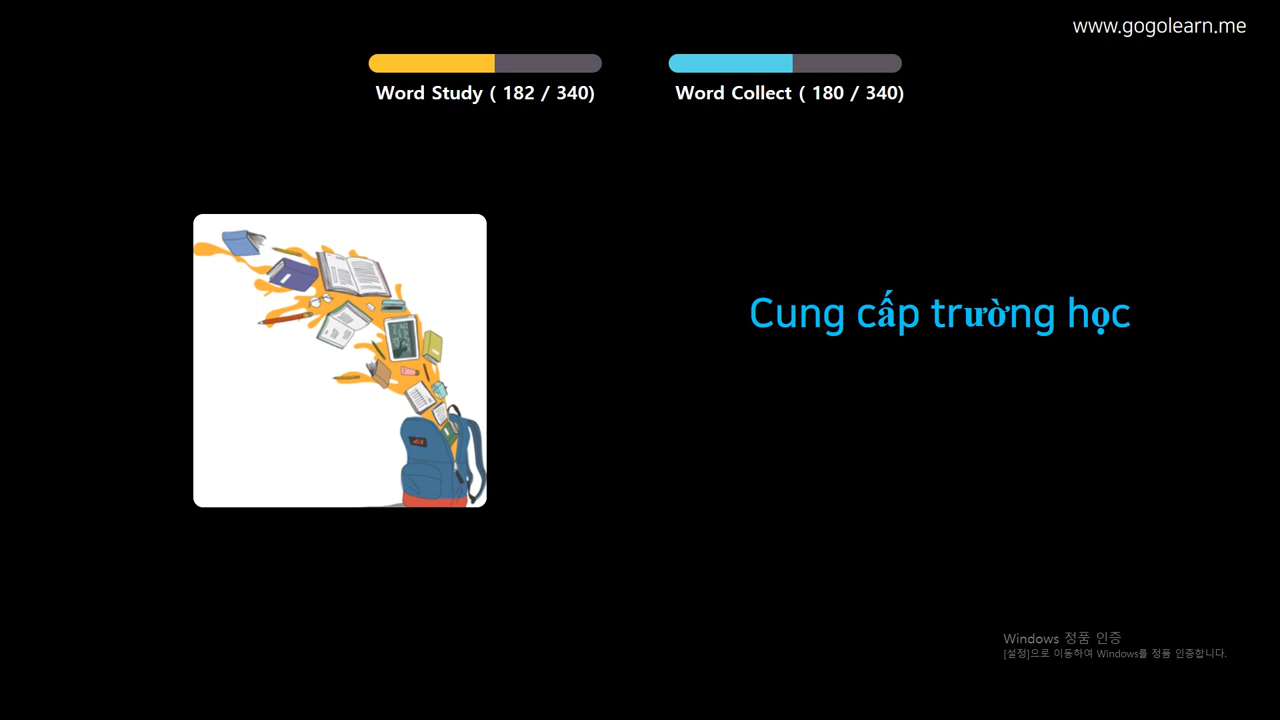 www.gogolearn.me
Word Study ( 182 / 340)
Word Collect ( 180 / 340)
Cung cấp trường học
Windows 정품 인증
[설정]으로 이동하여 Windows를 정품 인증합니다.